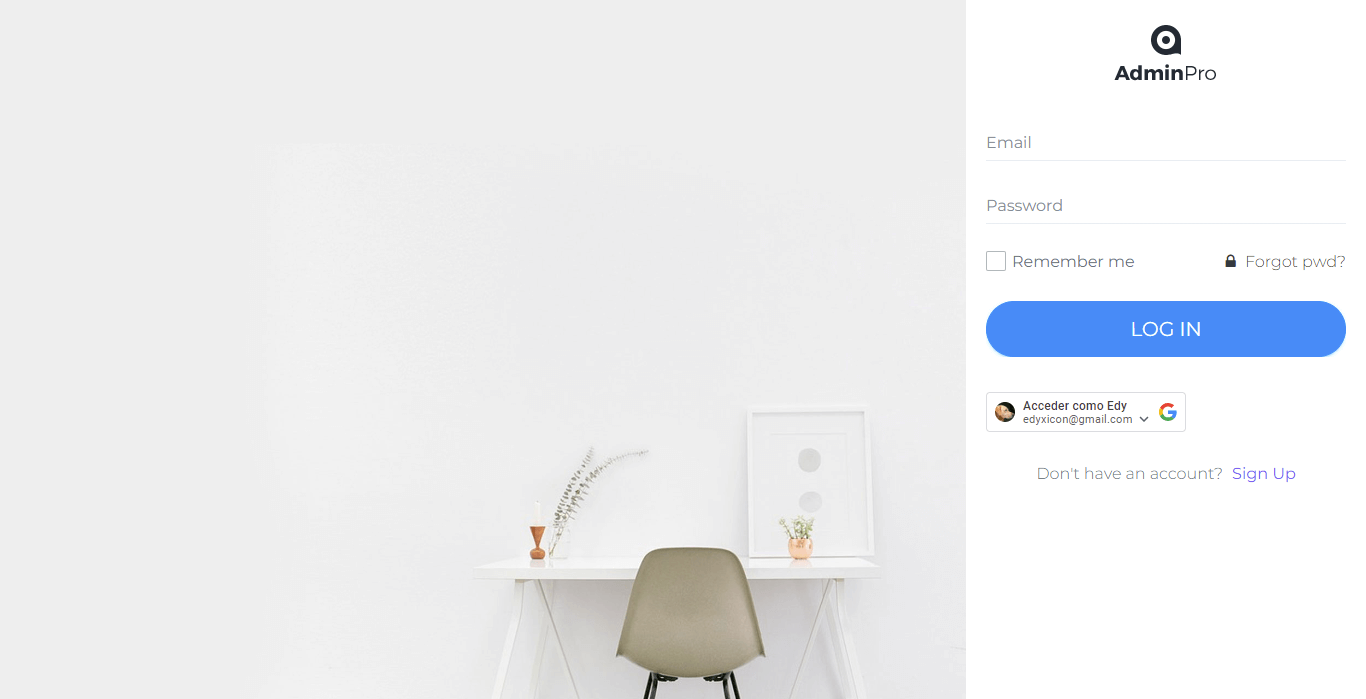 AdminPro
Email
Password
Remember me
Forgot pwd?
LOG IN
Acceder como Edy
edyxicon@gmail.com
Don't have an account? Sign Up